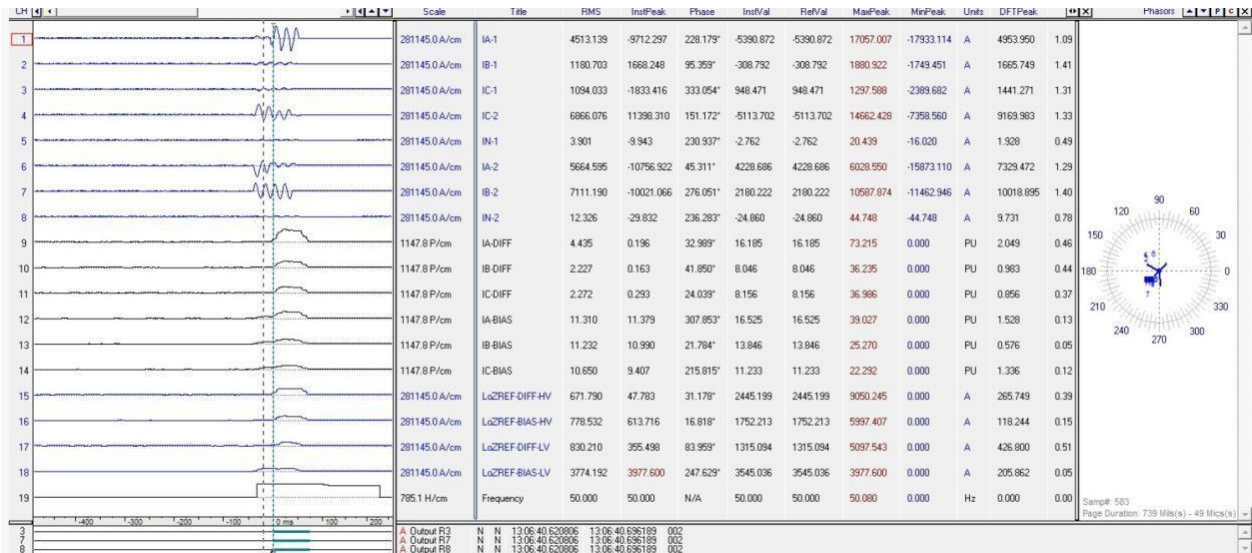 CH Scale Title RMS InstPeak Phase InstVal RefVal MaxPeak MinPeak Units DFTPeak Phasors P C X
1 281145.0 A/cm IA-1 4513.139 -9712.297 228.179° -5390.872 -5390.872 17057.007 -17933.114 A 4953.950 1.09
2 281145.0 A/cm IB-1 1180.703 1668.248 95.359° -308.792 -308.792 1880.922 -1749.451 A 1665.749 1.41
3 281145.0 A/cm IC-1 1094.033 -1833.416 333.054° 948.471 948.471 1297.588 -2389.682 A 1441.271 1.31
4 281145.0 A/cm IC-2 6866.076 11398.310 151.172° -5113.702 -5113.702 14662.428 -7358.560 A 9169.983 1.33
5 281145.0 A/cm IN-1 3.901 -9.943 230.937° -2.762 -2.762 20.439 -16.020 A 1.928 0.49
6 281145.0 A/cm IA-2 5664.595 -10756.922 45.311° 4228.686 4228.686 6028.550 -15873.110 A 7329.472 1.29
7 281145.0 A/cm IB-2 7111.190 -10021.066 276.051° 2180.222 2180.222 10587.874 -11462.946 A 10018.895 1.40
8 281145.0 A/cm IN-2 12.326 -29.832 236.283° -24.860 -24.860 44.748 -44.748 A 9.731 0.78
9 1147.8 P/cm IA-DIFF 4.435 0.196 32.989° 16.185 16.185 73.215 0.000 PU 2.049 0.46
10 1147.8 P/cm IB-DIFF 2.227 0.163 41.850° 8.046 8.046 36.235 0.000 PU 0.983 0.44
11 1147.8 P/cm IC-DIFF 2.272 0.293 24.039° 8.156 8.156 36.986 0.000 PU 0.856 0.37
12 1147.8 P/cm IA-BIAS 11.310 11.379 307.853° 16.525 16.525 39.027 0.000 PU 1.528 0.13
13 1147.8 P/cm IB-BIAS 11.232 10.990 21.784° 13.846 13.846 25.270 0.000 PU 0.576 0.05
14 1147.8 P/cm IC-BIAS 10.650 9.407 215.815° 11.233 11.233 22.292 0.000 PU 1.336 0.12
15 281145.0 A/cm LoZREF-DIFF-HV 671.790 47.783 31.178° 2445.199 2445.199 9050.245 0.000 A 265.749 0.39
16 281145.0 A/cm LoZREF-BIAS-HV 778.532 613.716 16.818° 1752.213 1752.213 5997.407 0.000 A 118.244 0.15
17 281145.0 A/cm LoZREF-DIFF-LV 830.210 355.498 83.959° 1315.094 1315.094 5097.543 0.000 A 426.800 0.51
18 281145.0 A/cm LoZREF-BIAS-LV 3774.192 3977.600 247.629° 3545.036 3545.036 3977.600 0.000 A 205.862 0.05
19 785.1 H/cm Frequency 50.000 50.000 N/A 50.000 50.000 50.080 0.000 Hz 0.000 0.00
-400 -300 -200 -100 0 ms 100 200
3 A Output R3 N N 13:06:40.620806 13:06:40.696189 002
7 A Output R7 N N 13:06:40.620806 13:06:40.696189 002
8 A Output R8 N N 13:06:40.620806 13:06:40.696189 002
90
120 60
150 30
180 0
210 330
240 300
270
Samp#: 583
Page Duration: 739 Mils(s) - 49 Mics(s)